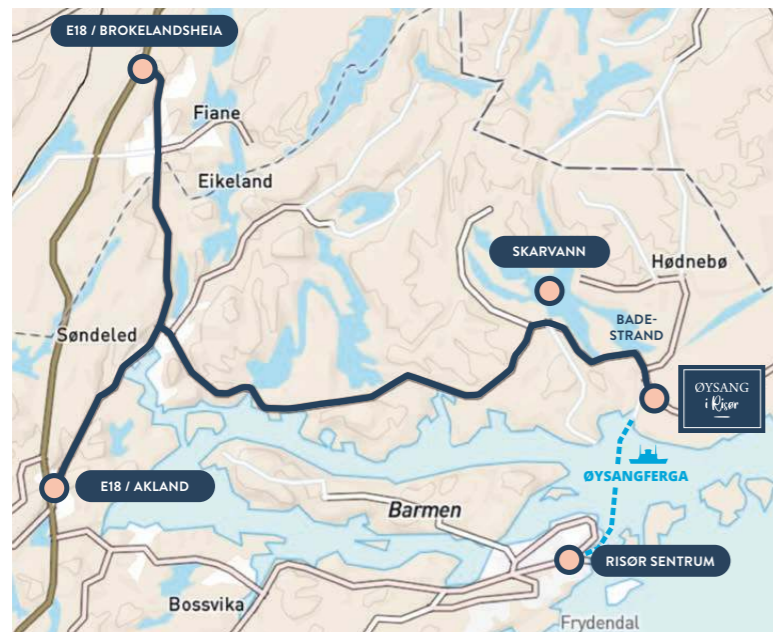 E18 / BROKELANDSHEIA
Fiane
Eikeland
SKARVANN
Hødnebø
BADE-
STRAND
Søndeled
ØYSANG
i Risør
ØYSANGFERGA
E18 / AKLAND
Barmen
RISØR SENTRUM
Bossvika
Frydendal